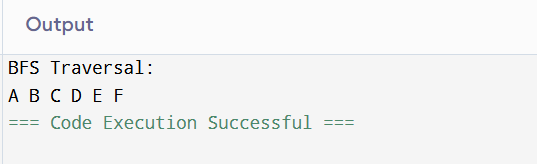 Output
BFS Traversal:
A B C D E F
=== Code Execution Successful ===